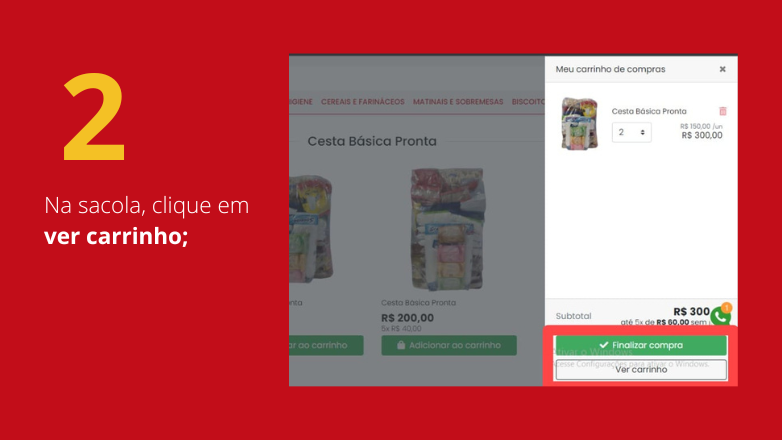 2
Na sacola, clique em
ver carrinho;
Meu carrinho de compras
IGIENE CEREAIS E FARINÁCEOS MATINAIS E SOBREMESAS BISCOITO
Cesta Básica Pronta
Cesta Básica Pronta
2
R$ 150,00 /un
R$ 300,00
nta
Cesta Básica Pronta
R$ 200,00
5x R$ 40,00
ar ao carrinho
Adicionar ao carrinho
Subtotal
R$ 300
até 5x de R$ 60,00 sem
1
Finalizar compra
Ativar o Windows
Acesse Configurações para ativar o Windows.
Ver carrinho